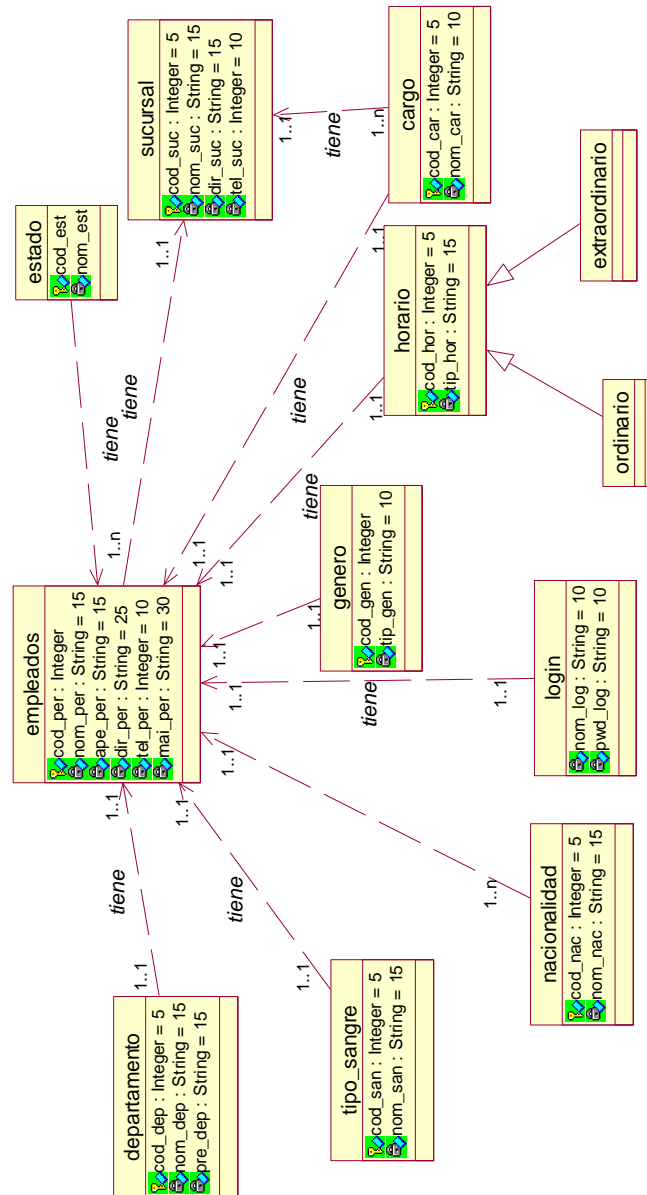 estado
cod_est
nom_est
sucursal
cod_suc : Integer = 5
nom_suc : String = 15
dir_suc : String = 15
tel_suc : Integer = 10
cargo
cod_car : Integer = 5
nom_car : String = 10
empleados
cod_per : Integer
nom_per : String = 15
ape_per : String = 15
dir_per : String = 25
tel_per : Integer = 10
mai_per : String = 30
genero
cod_gen : Integer
tip_gen : String = 10
horario
cod_hor : Integer = 5
tip_hor : String = 15
ordinario
extraordinario
departamento
cod_dep : Integer = 5
nom_dep : String = 15
pre_dep : String = 15
tipo_sangre
cod_san : Integer = 5
nom_san : String = 15
nacionalidad
cod_nac : Integer = 5
nom_nac : String = 15
login
nom_log : String = 10
pwd_log : String = 10
tiene
tiene
tiene
tiene
tiene
tiene
tiene
tiene
1..n
1..1
1..1
1..n
1..1
1..1
1..1
1..1
1..1
1..1
1..1
1..1
1..1
1..n
1..1
1..1
1..1
1..1